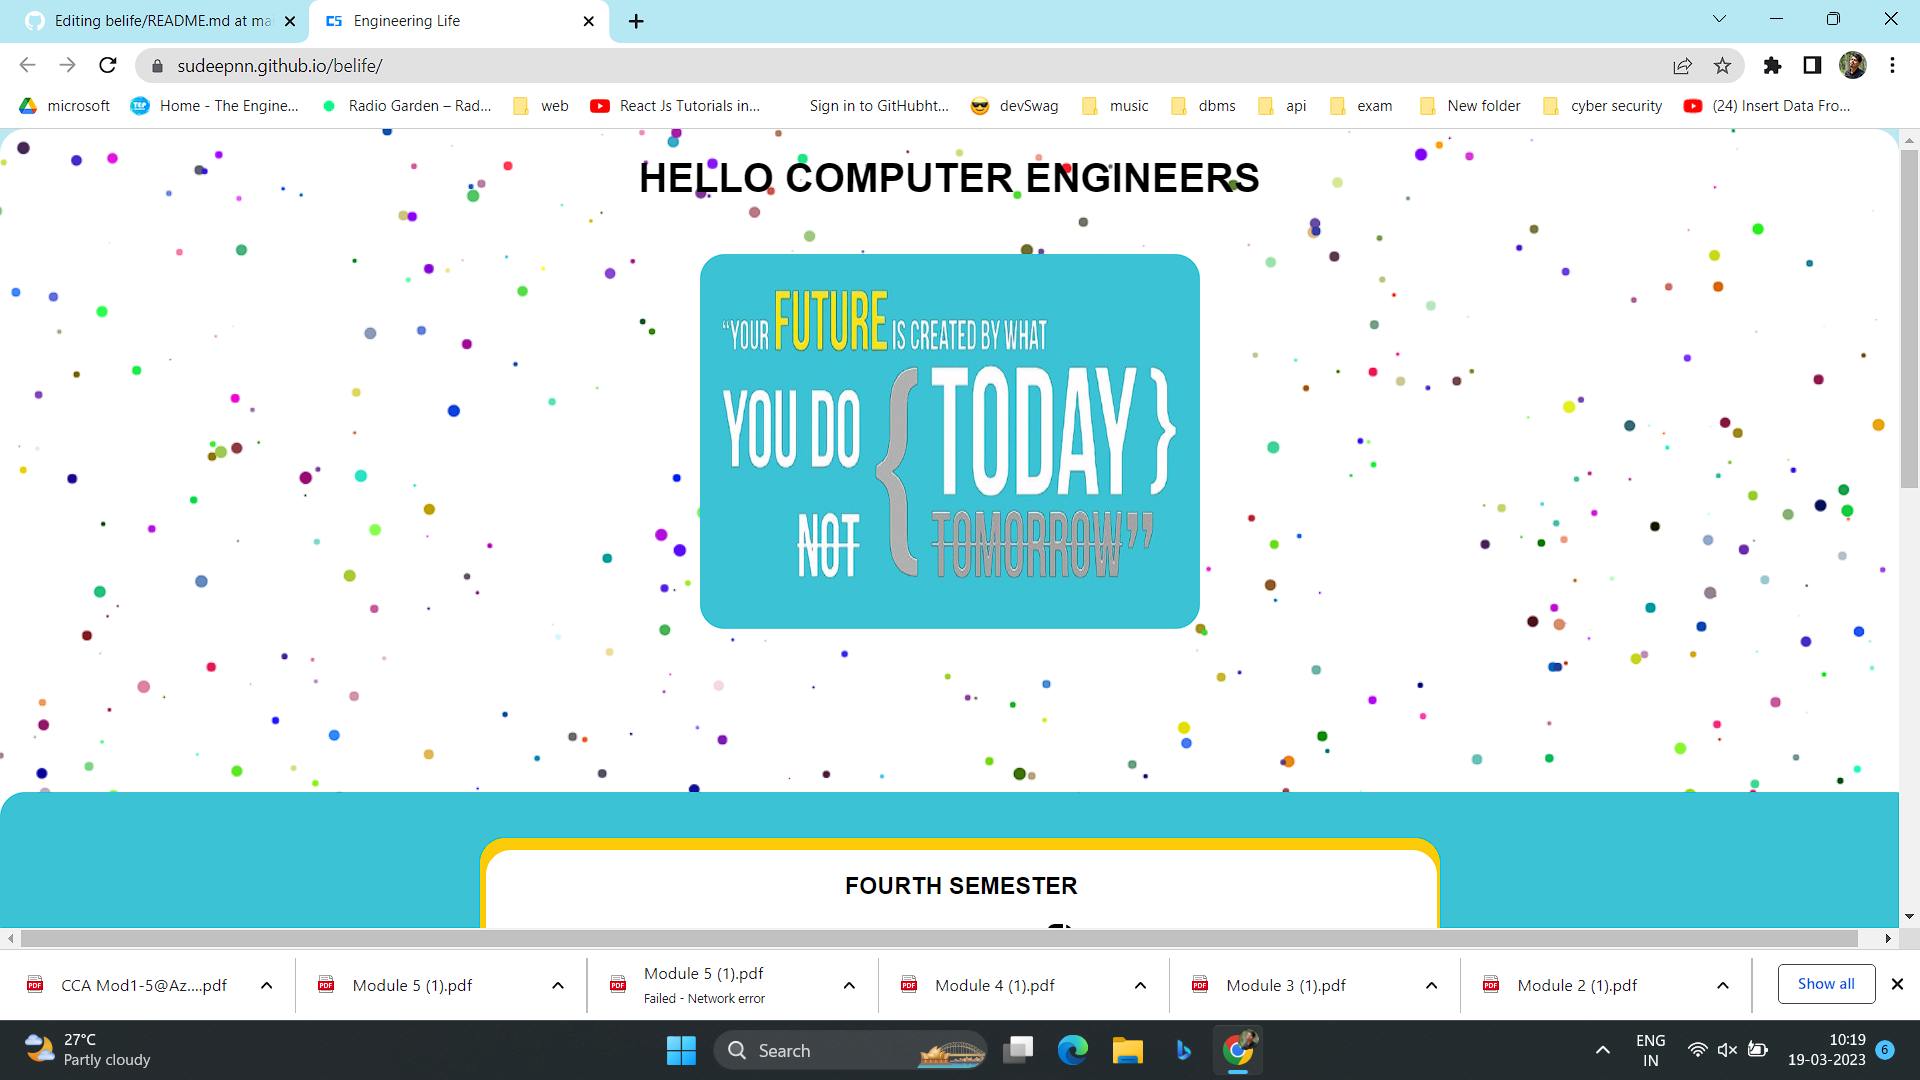 Editing belife/README.md at ma
Engineering Life
sudeepnn.github.io/belife/
microsoft
Home - The Engine...
Radio Garden – Rad...
web
React Js Tutorials in...
Sign in to GitHubht...
devSwag
music
dbms
api
exam
New folder
cyber security
(24) Insert Data Fro...
HELLO COMPUTER ENGINEERS
“YOUR FUTURE IS CREATED BY WHAT
YOU DO { TODAY }
NOT TOMORROW”
FOURTH SEMESTER
CCA Mod1-5@Az....pdf
Module 5 (1).pdf
Module 5 (1).pdf
Failed - Network error
Module 4 (1).pdf
Module 3 (1).pdf
Module 2 (1).pdf
Show all
27°C
Partly cloudy
Search
ENG
IN
10:19
19-03-2023
6